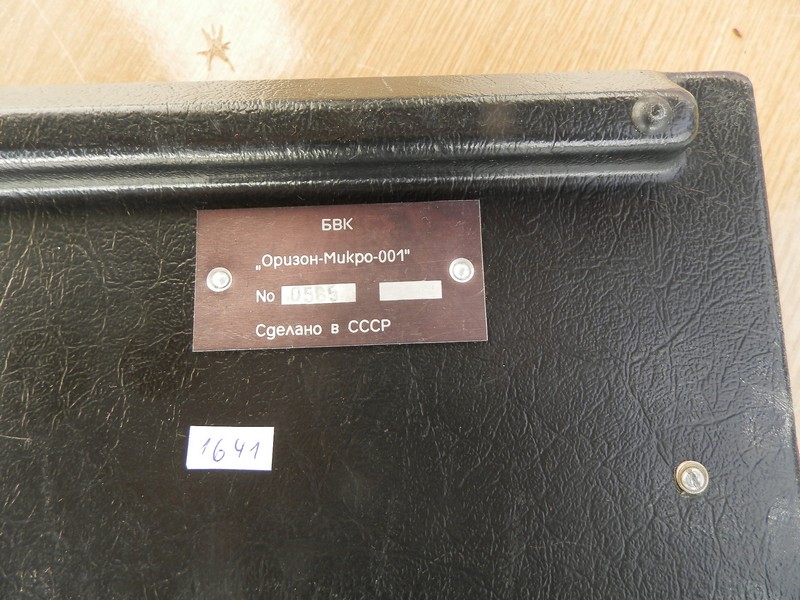 БВК
„Оризон-Микро-001"
No 0585
Сделано в СССР
1641